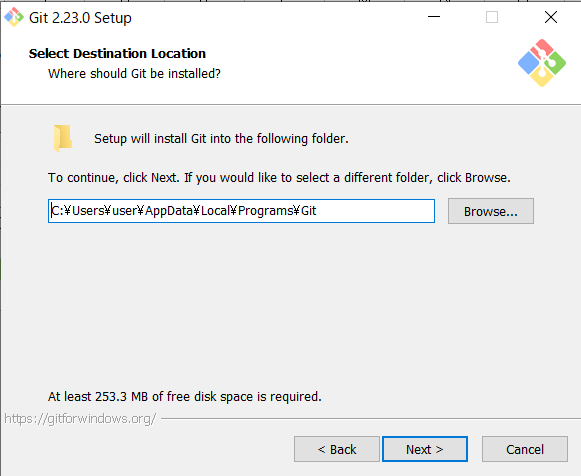 Git 2.23.0 Setup
Select Destination Location
Where should Git be installed?
Setup will install Git into the following folder.
To continue, click Next. If you would like to select a different folder, click Browse.
C:¥Users¥user¥AppData¥Local¥Programs¥Git
Browse...
At least 253.3 MB of free disk space is required.
https://gitforwindows.org/
< Back
Next >
Cancel